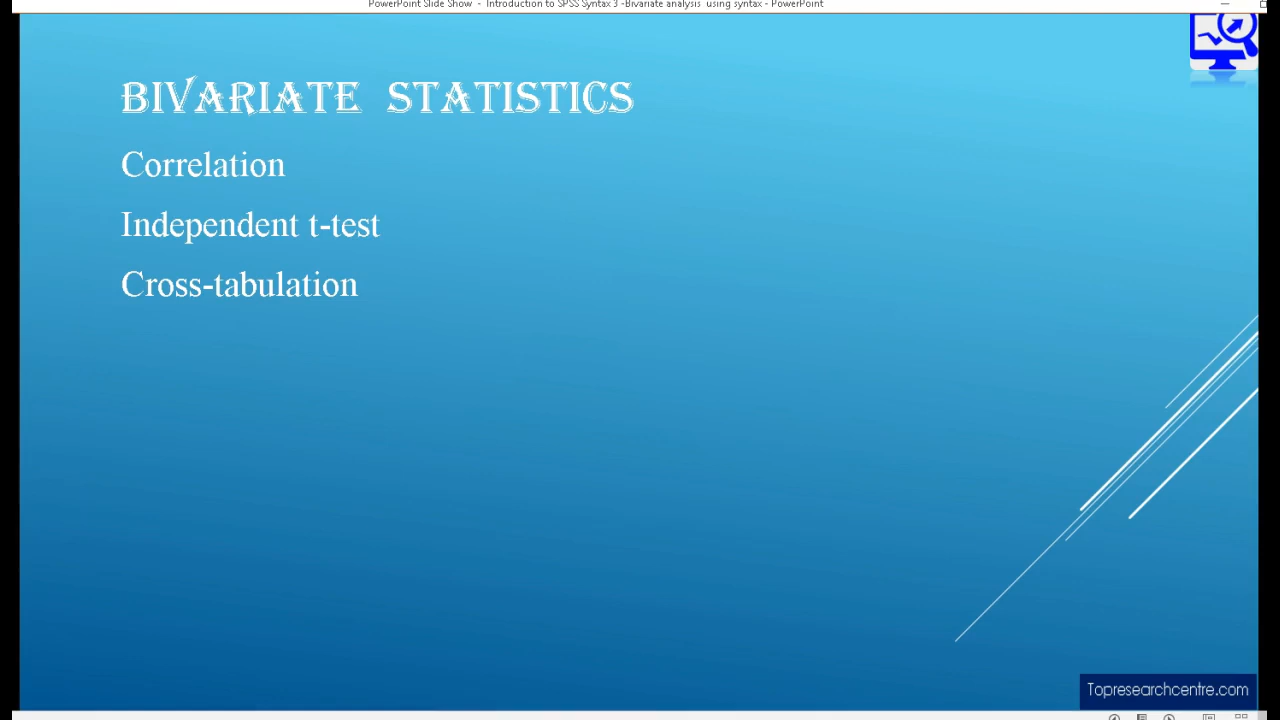 PowerPoint Slide Show - Introduction to SPSS Syntax 3 -Bivariate analysis using syntax - PowerPoint
BIVARIATE STATISTICS
Correlation
Independent t-test
Cross-tabulation
Topresearchcentre.com